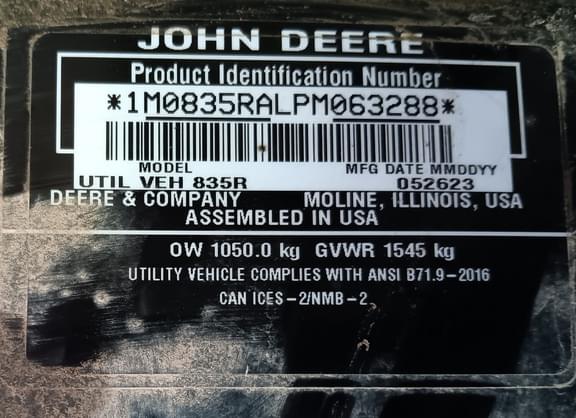 JOHN DEERE
Product Identification Number
*1M0835RALPM063288*
MODEL MFG DATE MMDDYY
UTIL VEH 835R 052623
DEERE & COMPANY MOLINE, ILLINOIS, USA
ASSEMBLED IN USA
OW 1050.0 kg GVWR 1545 kg
UTILITY VEHICLE COMPLIES WITH ANSI B71.9-2016
CAN ICES-2/NMB-2